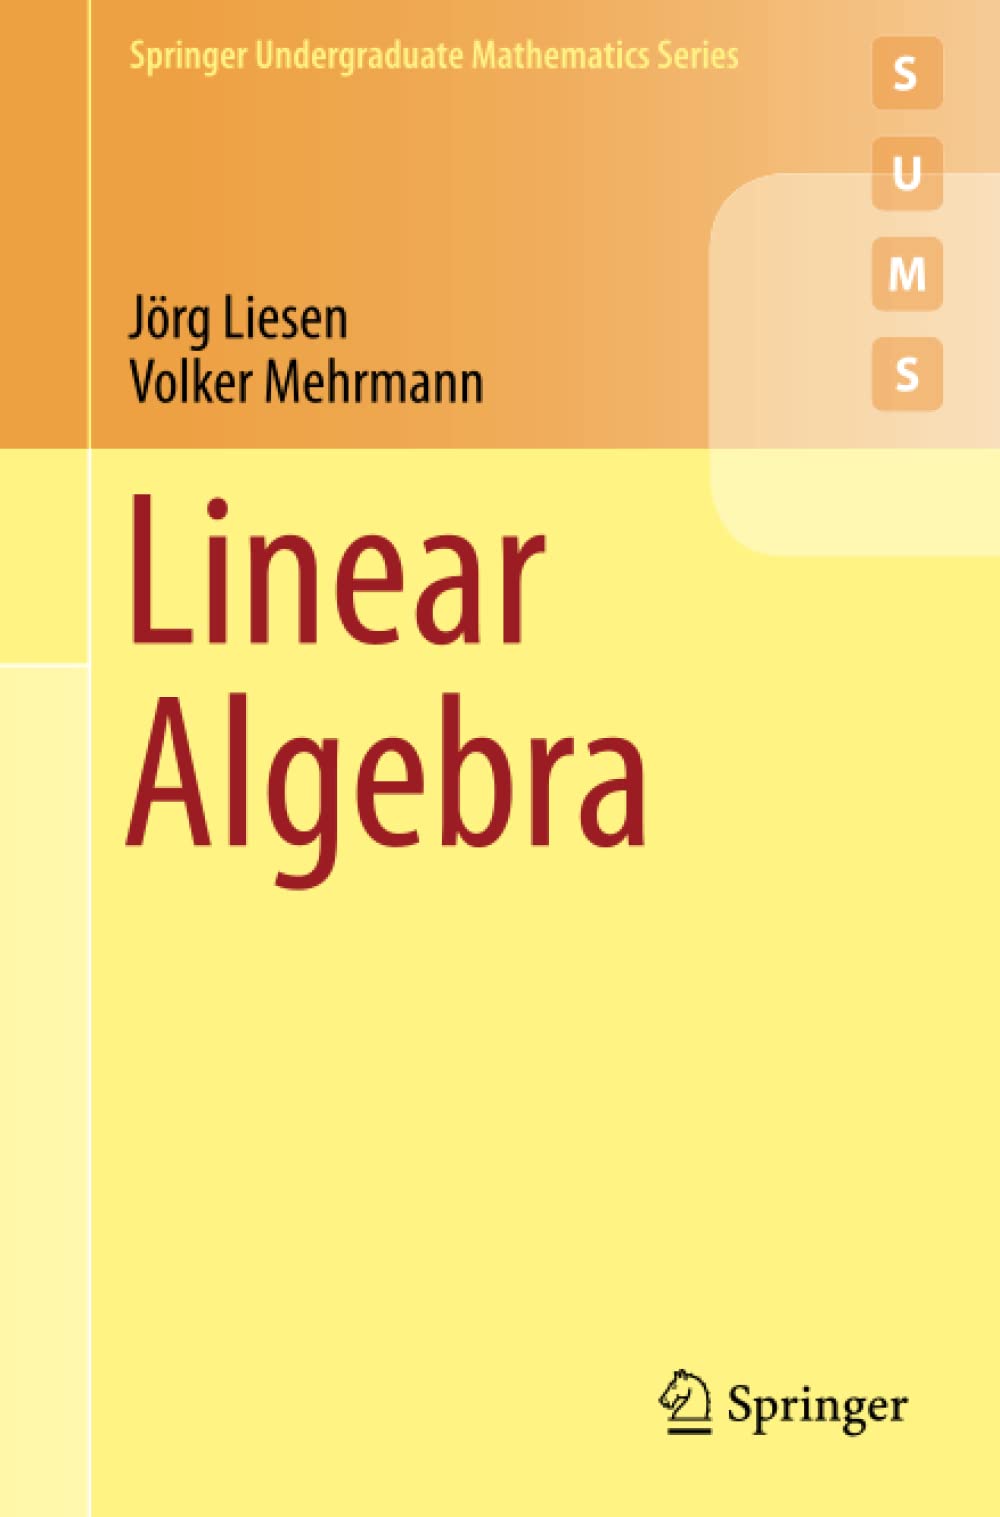 Springer Undergraduate Mathematics Series
S
U
M
S
Jörg Liesen
Volker Mehrmann
Linear
Algebra
Springer